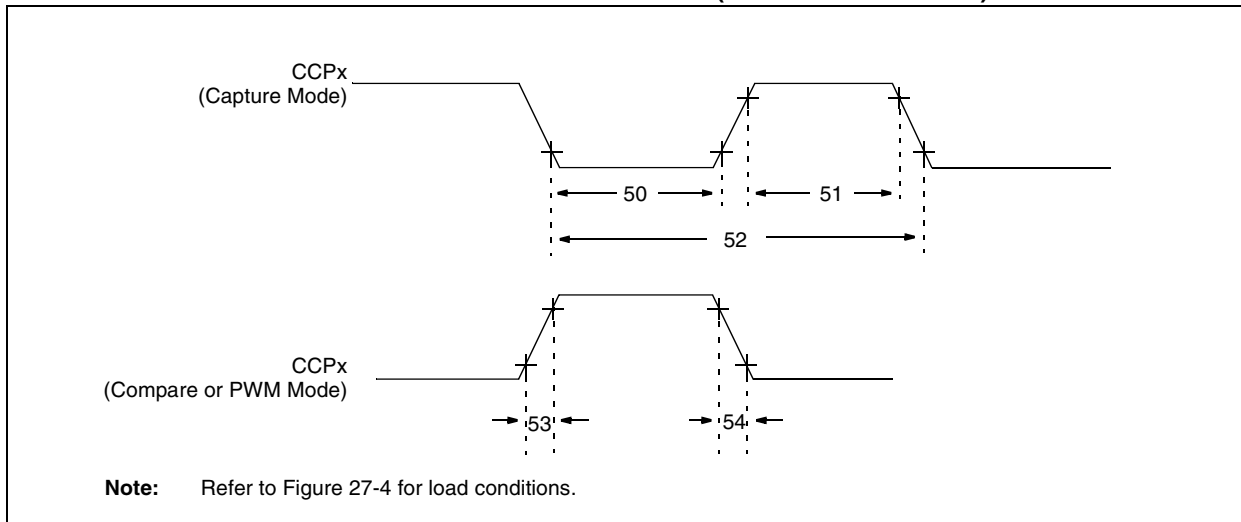 CCPx
(Capture Mode)
50
51
52
CCPx
(Compare or PWM Mode)
53
54
Note: Refer to Figure 27-4 for load conditions.